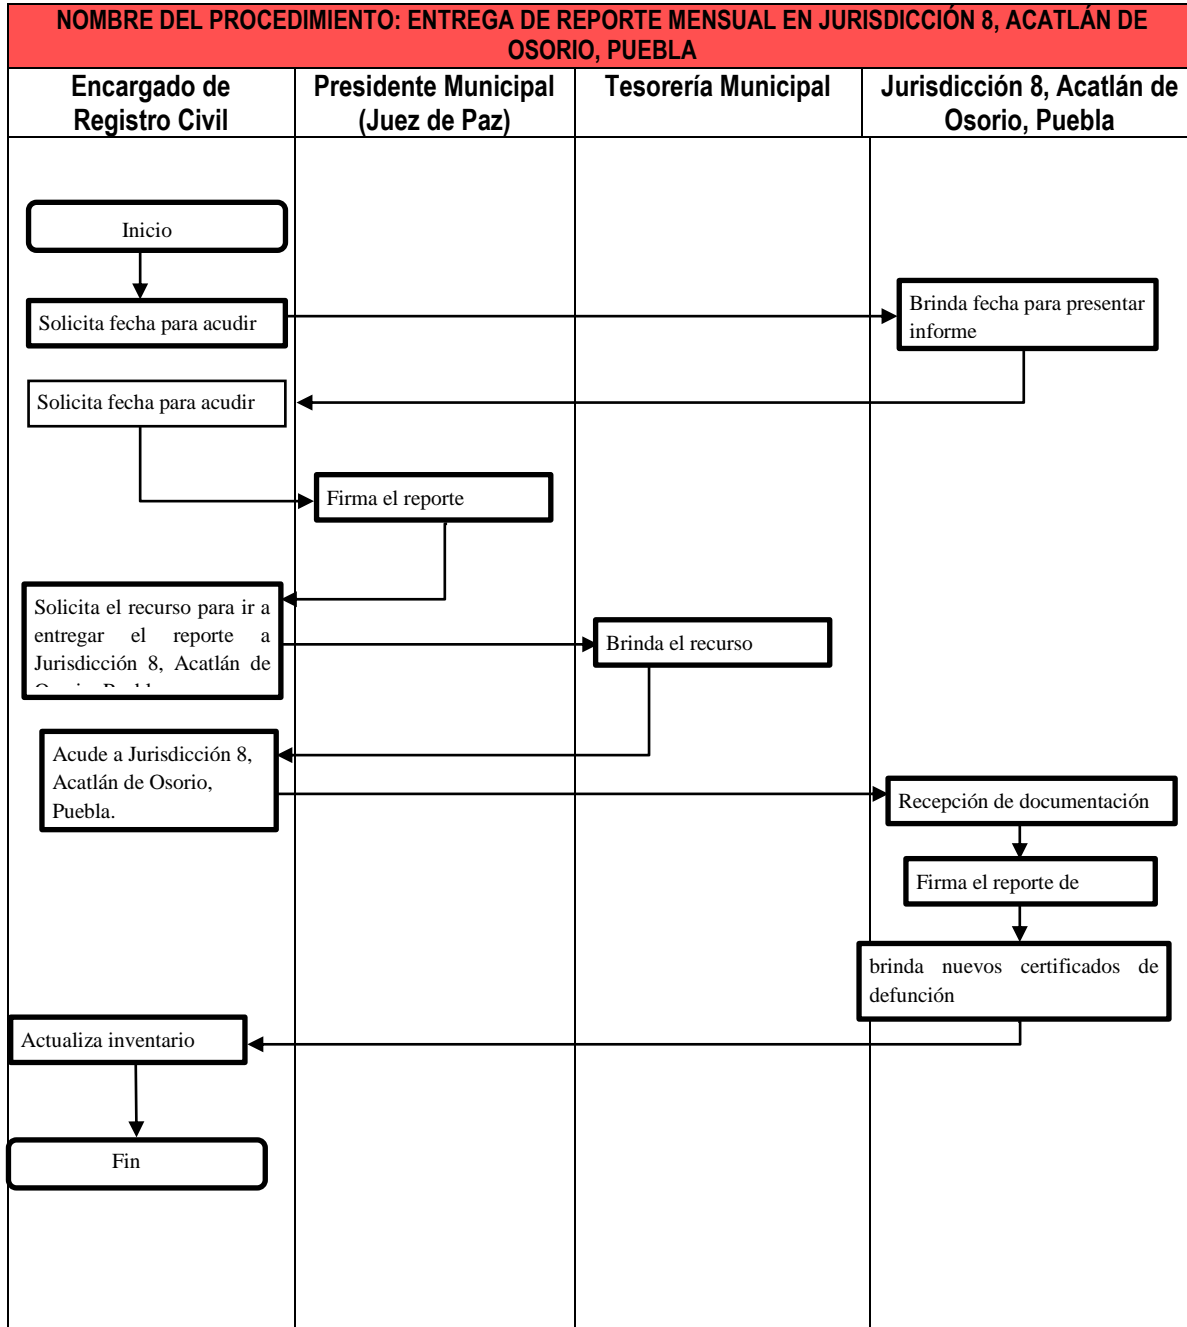 NOMBRE DEL PROCEDIMIENTO: ENTREGA DE REPORTE MENSUAL EN JURISDICCIÓN 8, ACATLÁN DE
OSORIO, PUEBLA
Encargado de
Registro Civil
Presidente Municipal
(Juez de Paz)
Tesorería Municipal
Jurisdicción 8, Acatlán de
Osorio, Puebla
Inicio
Solicita fecha para acudir
Brinda fecha para presentar
informe
Solicita fecha para acudir
Firma el reporte
Solicita el recurso para ir a
entregar el reporte a
Jurisdicción 8, Acatlán de
Brinda el recurso
Acude a Jurisdicción 8,
Acatlán de Osorio,
Puebla.
Recepción de documentación
Firma el reporte de
brinda nuevos certificados de
defunción
Actualiza inventario
Fin